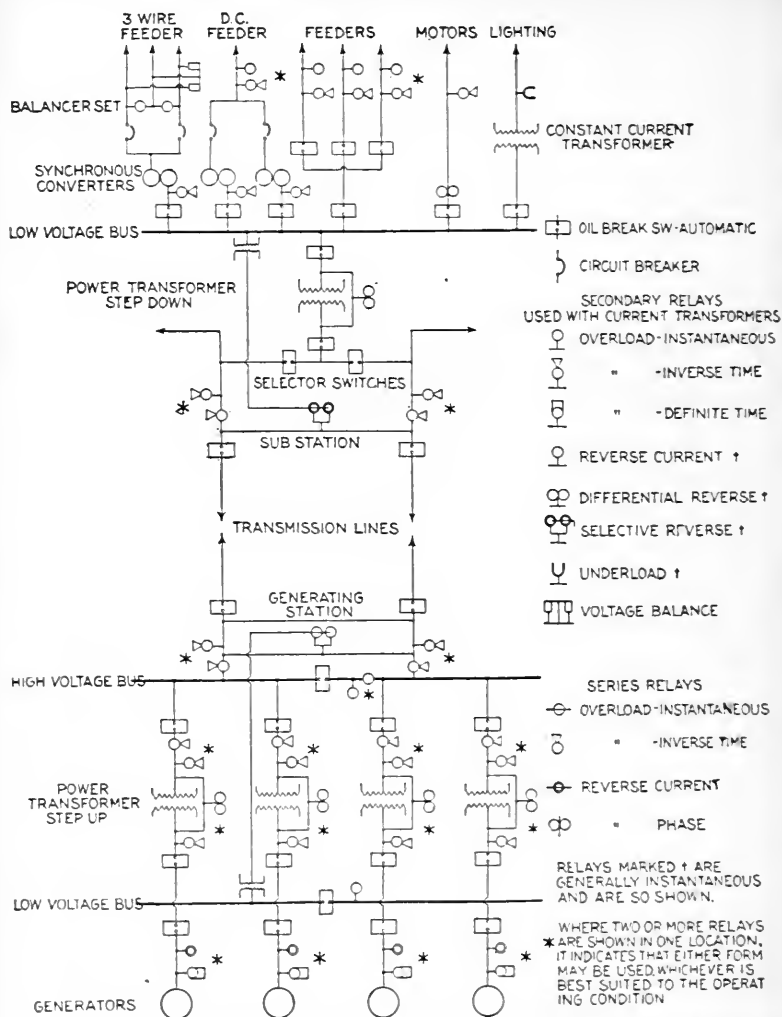 3 WIRE FEEDER
D.C. FEEDER
FEEDERS
MOTORS
LIGHTING
*
*
BALANCER SET
CONSTANT CURRENT
TRANSFORMER
SYNCHRONOUS
CONVERTERS
LOW VOLTAGE BUS
OIL BREAK SW-AUTOMATIC
CIRCUIT BREAKER
POWER TRANSFORMER
STEP DOWN
SECONDARY RELAYS
USED WITH CURRENT TRANSFORMERS
OVERLOAD-INSTANTANEOUS
" -INVERSE TIME
" -DEFINITE TIME
REVERSE CURRENT †
DIFFERENTIAL REVERSE †
SELECTIVE REVERSE †
UNDERLOAD †
VOLTAGE BALANCE
SELECTOR SWITCHES
*
*
SUB STATION
TRANSMISSION LINES
GENERATING
STATION
*
*
HIGH VOLTAGE BUS
*
SERIES RELAYS
OVERLOAD-INSTANTANEOUS
" -INVERSE TIME
REVERSE CURRENT
" PHASE
*
*
*
*
POWER
TRANSFORMER
STEP UP
*
*
*
*
LOW VOLTAGE BUS
RELAYS MARKED † ARE
GENERALLY INSTANTANEOUS
AND ARE SO SHOWN.
WHERE TWO OR MORE RELAYS
* ARE SHOWN IN ONE LOCATION,
IT INDICATES THAT EITHER FORM
MAY BE USED, WHICHEVER IS
BEST SUITED TO THE OPERAT
ING CONDITION
*
*
*
*
GENERATORS